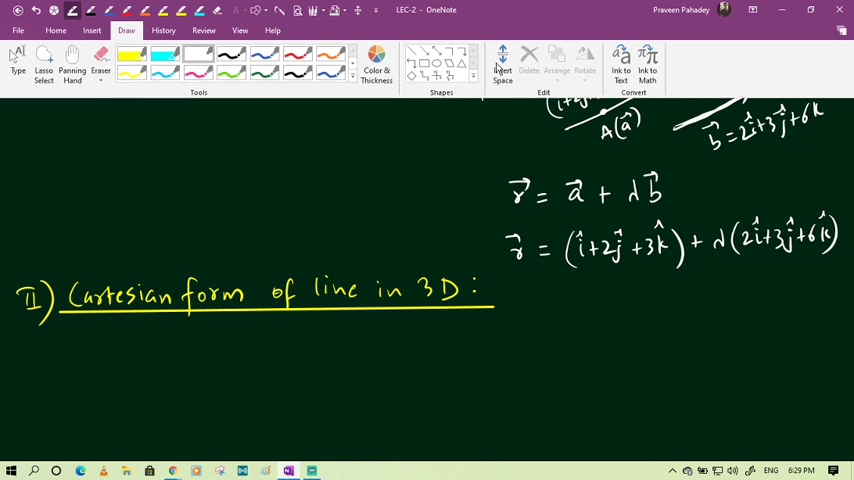 LEC-2 - OneNote
Praveen Pahadey
File Home Insert Draw History Review View Help
Type
Lasso Select
Panning Hand
Eraser
Color & Thickness
Insert Space
Delete
Arrange
Rotate
Ink to Text
Ink to Math
Tools
Shapes
Edit
Convert
A(a⃗)
b⃗ = 2î+3ĵ+6k̂
r⃗ = a⃗ + λb⃗
r⃗ = (î+2ĵ+3k̂) + λ(2î+3ĵ+6k̂)
II) Cartesian form of line in 3D :
ENG 6:29 PM